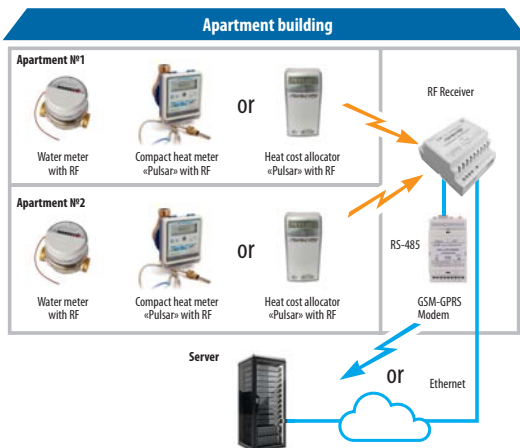 Apartment building
Apartment №1
or
RF Receiver
Water meter
with RF
Compact heat meter
«Pulsar» with RF
Heat cost allocator
«Pulsar» with RF
Apartment №2
or
RS-485
Water meter
with RF
Compact heat meter
«Pulsar» with RF
Heat cost allocator
«Pulsar» with RF
GSM-GPRS
Modem
Server
or
Ethernet